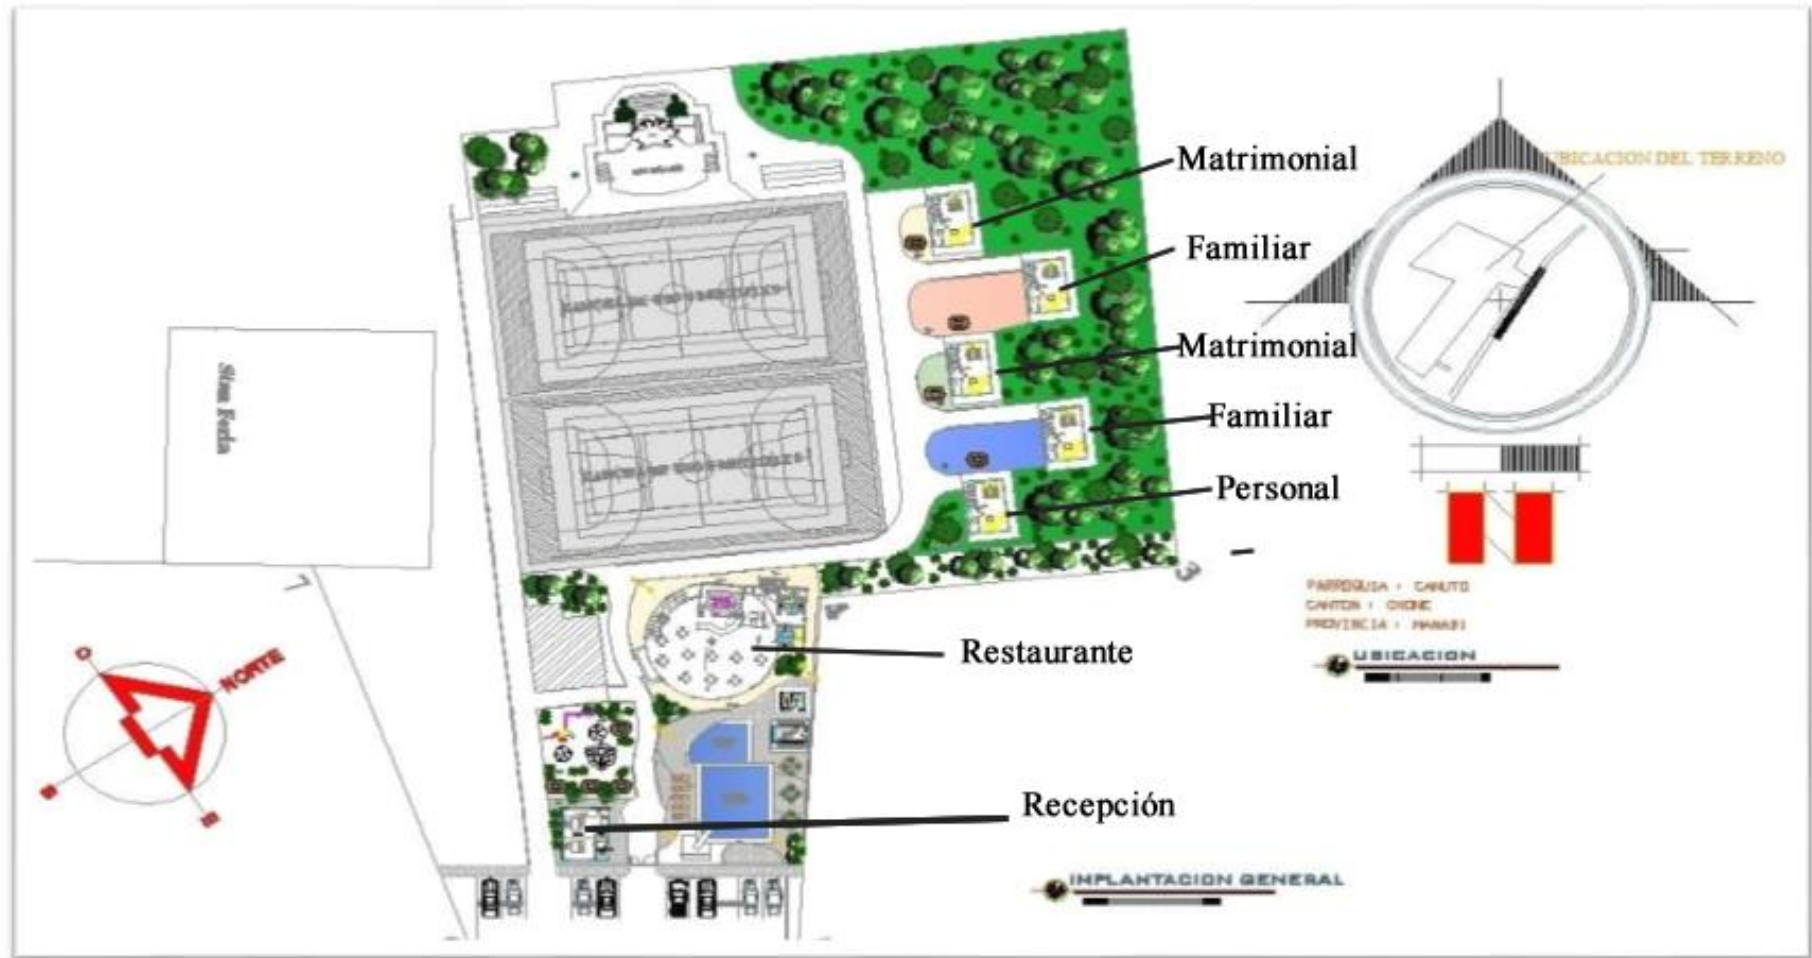 UBICACION DEL TERRENO
Matrimonial
Familiar
Matrimonial
Familiar
Personal
PARROQUIA : CANUTO
CANTON : CHONE
PROVINCIA : MANABI
UBICACION
Restaurante
Recepción
IMPLANTACION GENERAL
O
NORTE
S
E
3